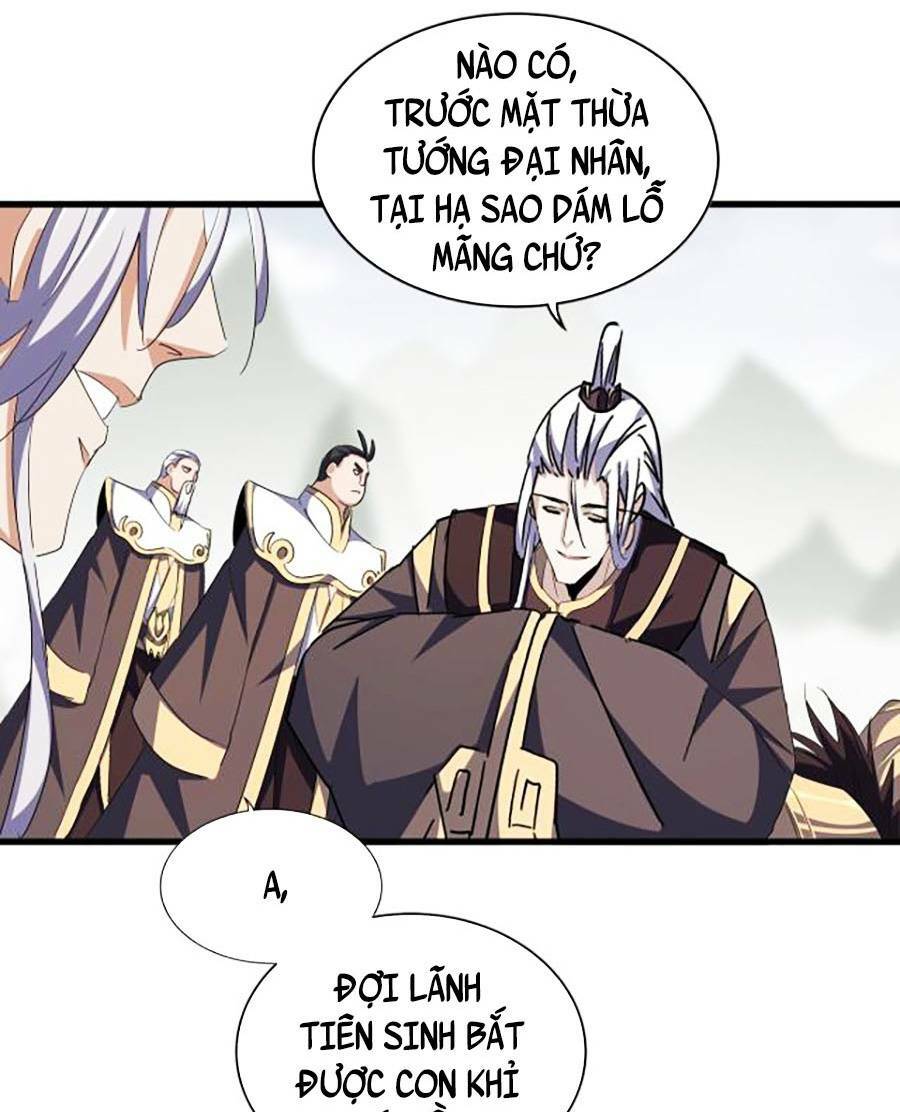 NÀO CÓ,
TRƯỚC MẶT THỪA
TƯỚNG ĐẠI NHÂN,
TẠI HẠ SAO DÁM LỖ
MÃNG CHỨ?
A,
ĐỢI LÃNH
TIÊN SINH BẮT
ĐƯỢC CON KHỈ